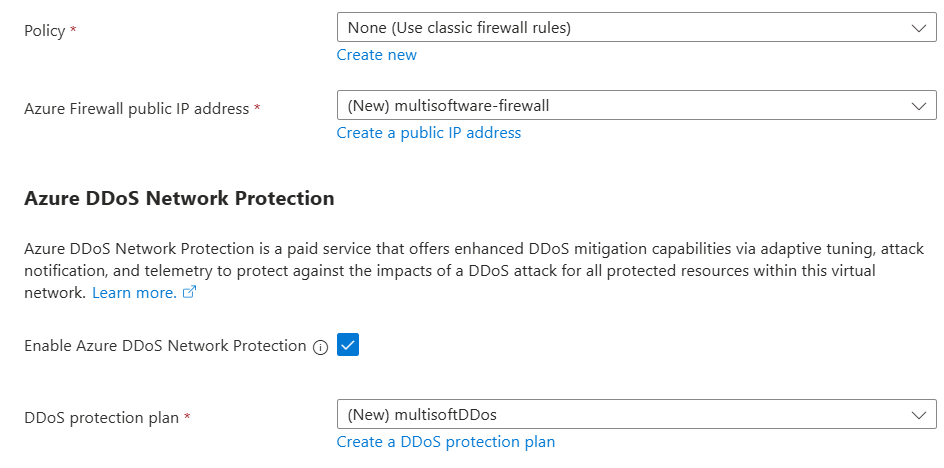 Policy *
None (Use classic firewall rules)
Create new
Azure Firewall public IP address *
(New) multisoftware-firewall
Create a public IP address
Azure DDoS Network Protection
Azure DDoS Network Protection is a paid service that offers enhanced DDoS mitigation capabilities via adaptive tuning, attack
notification, and telemetry to protect against the impacts of a DDoS attack for all protected resources within this virtual
network. Learn more.
Enable Azure DDoS Network Protection
DDoS protection plan *
(New) multisoftDDos
Create a DDoS protection plan